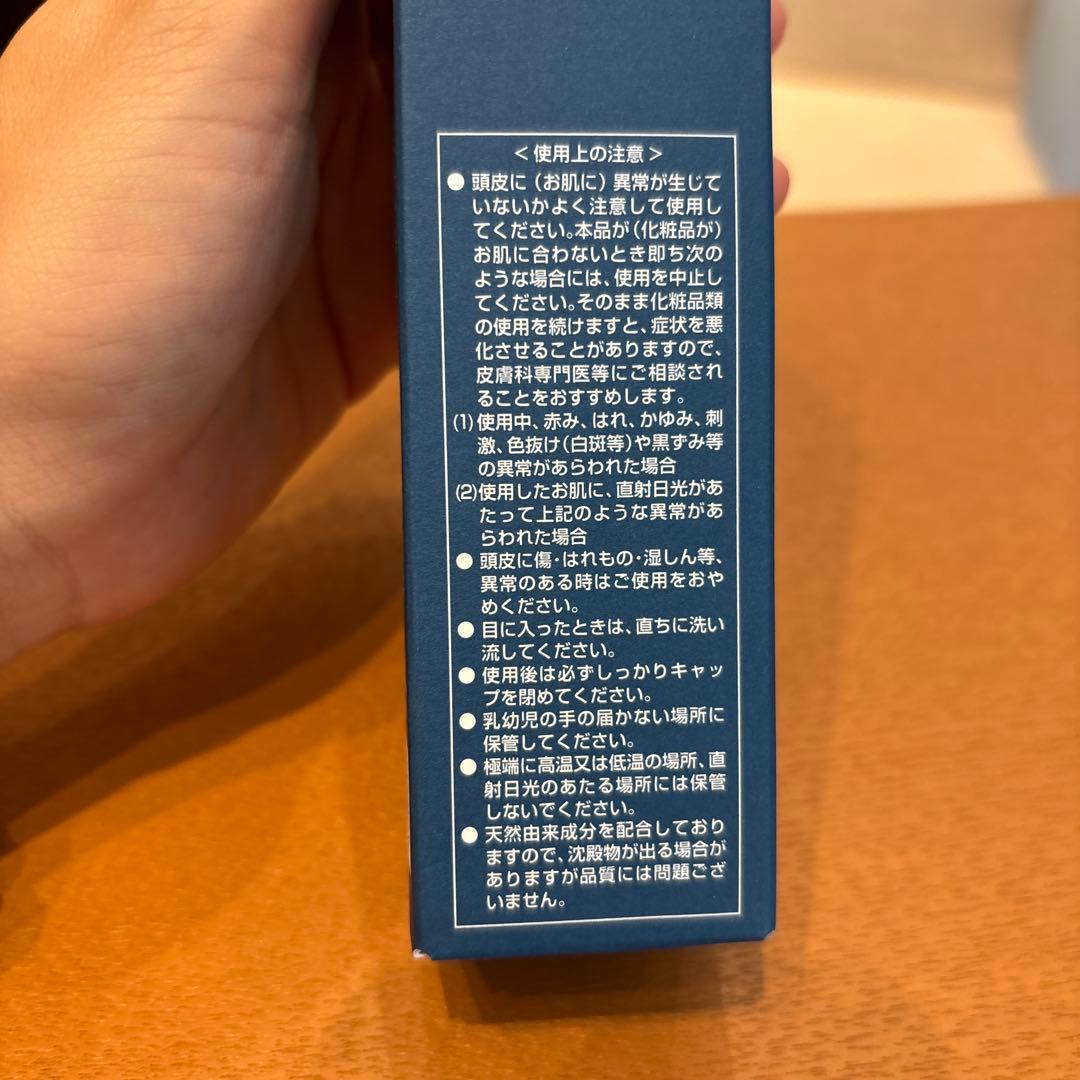 ＜使用上の注意＞
●頭皮に（お肌に）異常が生じて
いないかよく注意して使用し
てください。本品が（化粧品が）
お肌に合わないとき即ち次の
ような場合には、使用を中止し
てください。そのまま化粧品類
の使用を続けますと、症状を悪
化させることがありますので、
皮膚科専門医等にご相談され
ることをおすすめします。
(1)使用中、赤み、はれ、かゆみ、刺
激、色抜け（白斑等）や黒ずみ等
の異常があらわれた場合
(2)使用したお肌に、直射日光があ
たって上記のような異常があ
らわれた場合
●頭皮に傷・はれもの・湿しん等、
異常のある時はご使用をおや
めください。
●目に入ったときは、直ちに洗い
流してください。
●使用後は必ずしっかりキャッ
プを閉めてください。
●乳幼児の手の届かない場所に
保管してください。
●極端に高温又は低温の場所、直
射日光のあたる場所には保管
しないでください。
●天然由来成分を配合しており
ますので、沈殿物が出る場合が
ありますが品質には問題ござ
いません。